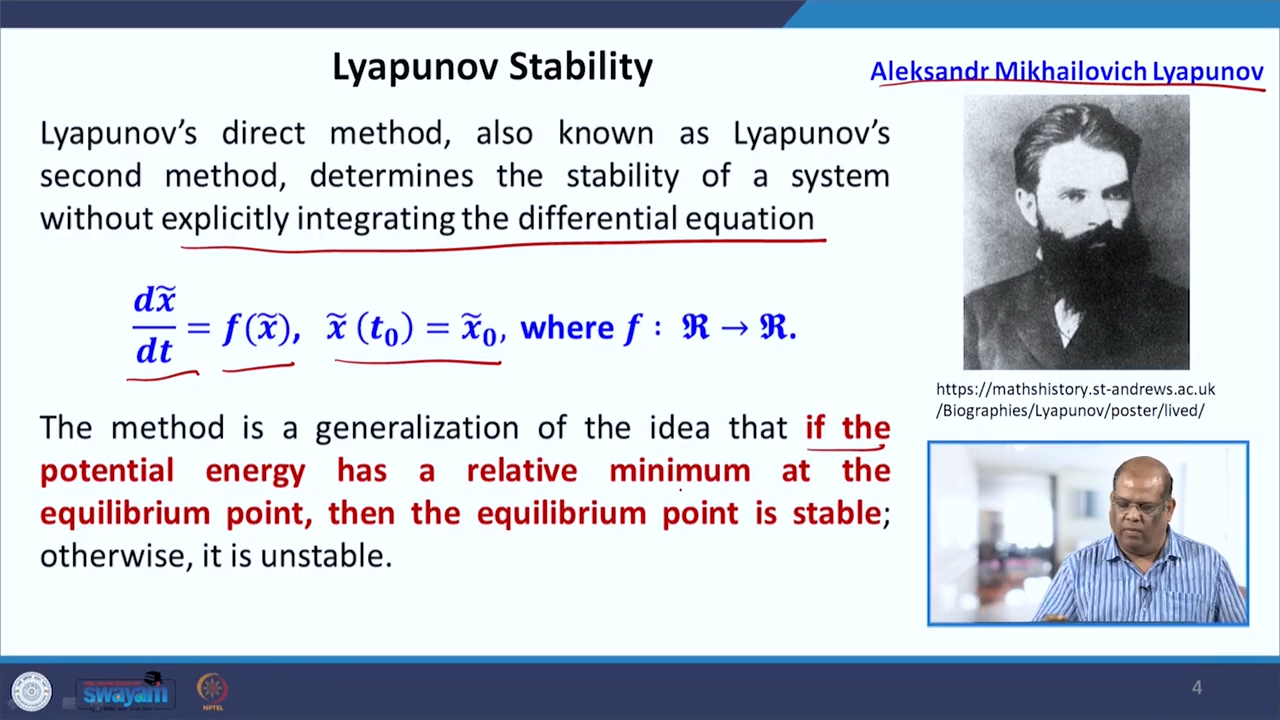 Lyapunov Stability
Aleksandr Mikhailovich Lyapunov
Lyapunov’s direct method, also known as Lyapunov’s
second method, determines the stability of a system
without explicitly integrating the differential equation
dx̃/dt = f(x̃), x̃ (t₀) = x̃₀, where f : ℜ → ℜ.
https://mathshistory.st-andrews.ac.uk
/Biographies/Lyapunov/poster/lived/
The method is a generalization of the idea that if the
potential energy has a relative minimum at the
equilibrium point, then the equilibrium point is stable;
otherwise, it is unstable.
swayam
NPTEL
4